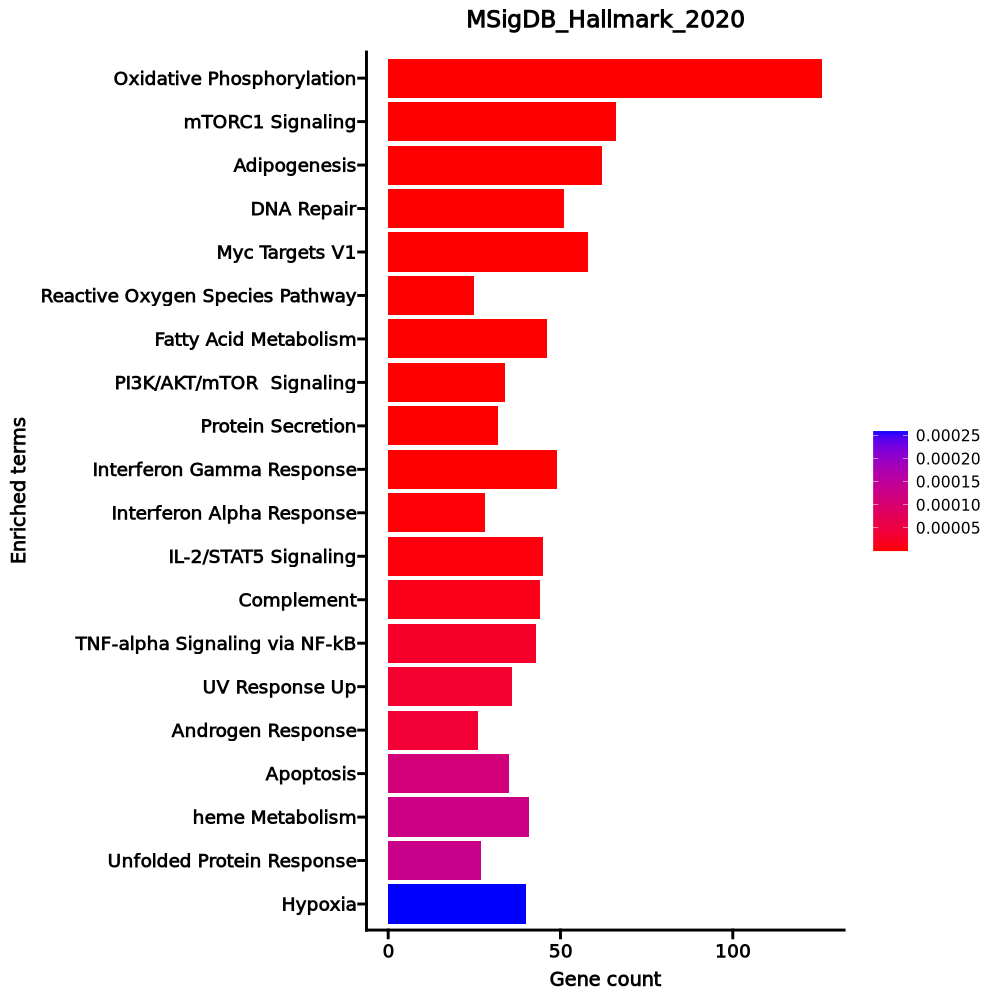 MSigDB_Hallmark_2020
Oxidative Phosphorylation
mTORC1 Signaling
Adipogenesis
DNA Repair
Myc Targets V1
Reactive Oxygen Species Pathway
Fatty Acid Metabolism
PI3K/AKT/mTOR  Signaling
Protein Secretion
Interferon Gamma Response
Interferon Alpha Response
IL-2/STAT5 Signaling
Complement
TNF-alpha Signaling via NF-kB
UV Response Up
Androgen Response
Apoptosis
heme Metabolism
Unfolded Protein Response
Hypoxia
Enriched terms
0 50 100
Gene count
0.00025
0.00020
0.00015
0.00010
0.00005